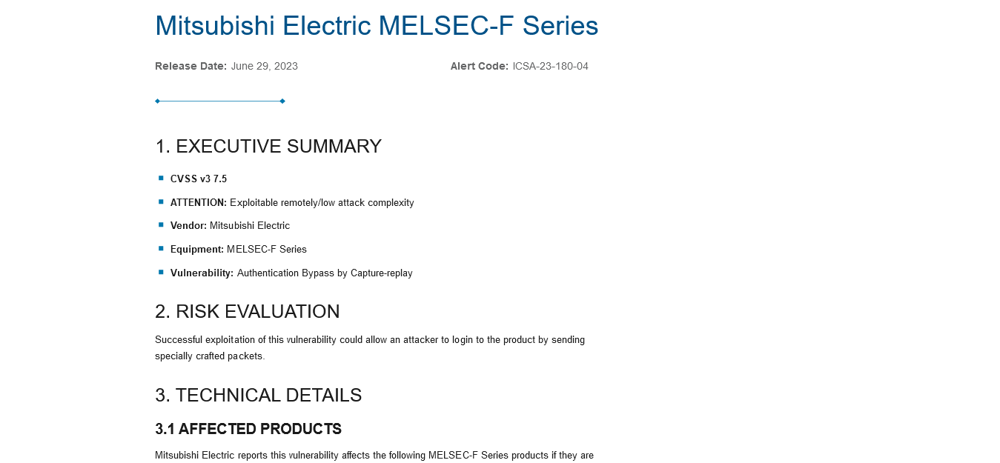 Mitsubishi Electric MELSEC-F Series
Release Date: June 29, 2023 Alert Code: ICSA-23-180-04
1. EXECUTIVE SUMMARY
CVSS v3 7.5
ATTENTION: Exploitable remotely/low attack complexity
Vendor: Mitsubishi Electric
Equipment: MELSEC-F Series
Vulnerability: Authentication Bypass by Capture-replay
2. RISK EVALUATION
Successful exploitation of this vulnerability could allow an attacker to login to the product by sending
specially crafted packets.
3. TECHNICAL DETAILS
3.1 AFFECTED PRODUCTS
Mitsubishi Electric reports this vulnerability affects the following MELSEC-F Series products if they are